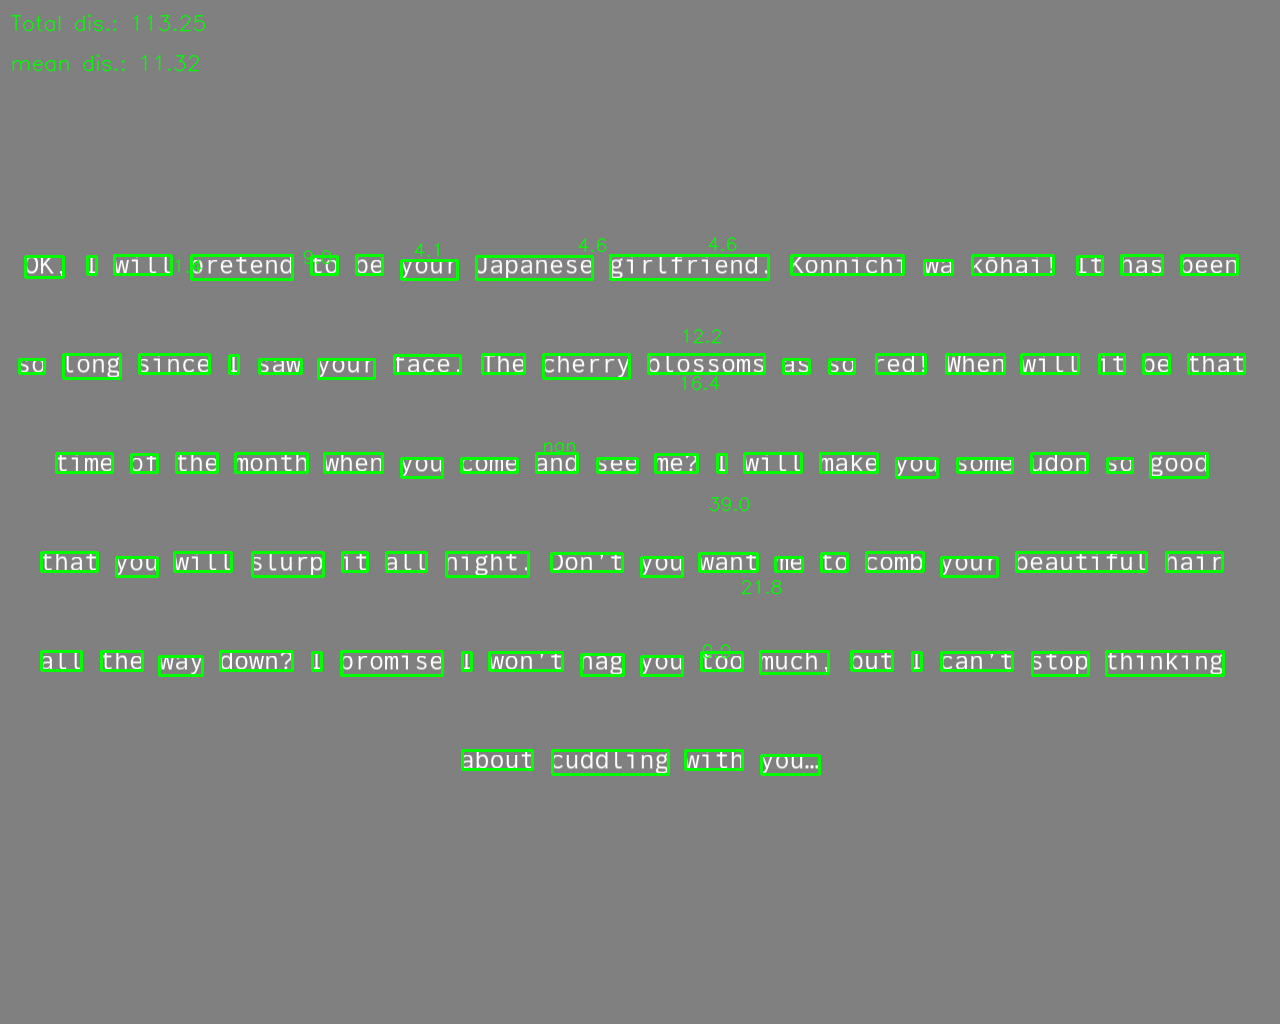 Total dis.: 113.25
mean dis.: 11.32
4.1 4.6 4.6
OK, I will pretend to be your Japanese girlfriend. Konnichi wa kōhai! It has been
12.2
so long since I saw your face. The cherry blossoms as so red! When will it be that
16.4
nan
time of the month when you come and see me? I will make you some udon so good
39.0
that you will slurp it all night. Don't you want me to comb your beautiful hair
21.8
all the way down? I promise I won't nag you too much, but I can't stop thinking
about cuddling with you…